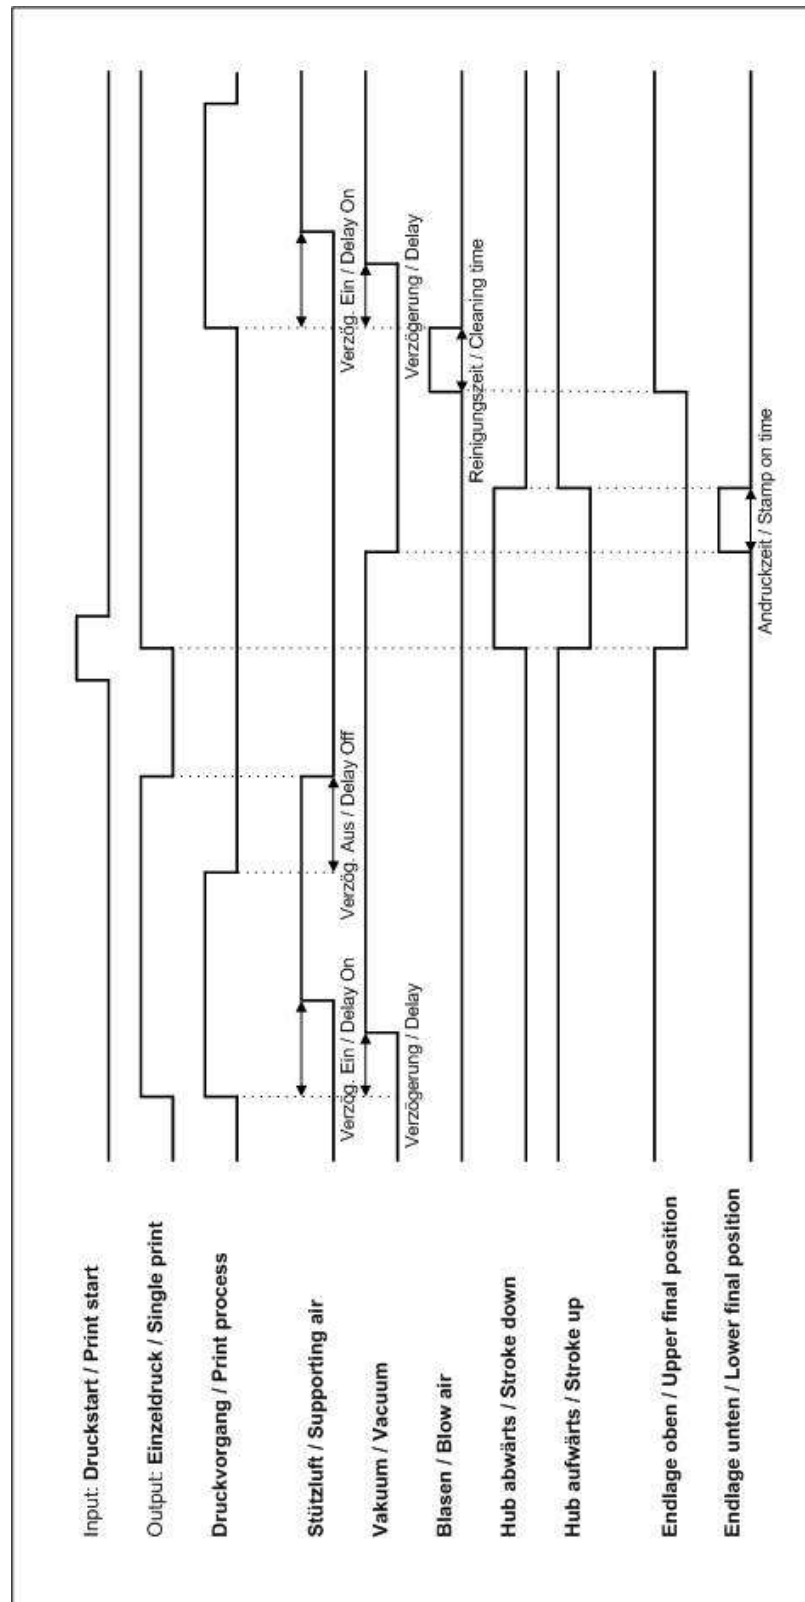 Input: Druckstart / Print start
Output: Einzeldruck / Single print
Druckvorgang / Print process
Stützluft / Supporting air
Verzög. Ein / Delay On
Verzög. Aus / Delay Off
Verzög. Ein / Delay On
Vakuum / Vacuum
Verzögerung / Delay
Verzögerung / Delay
Blasen / Blow air
Reinigungszeit / Cleaning time
Hub abwärts / Stroke down
Hub aufwärts / Stroke up
Endlage oben / Upper final position
Endlage unten / Lower final position
Andruckzeit / Stamp on time